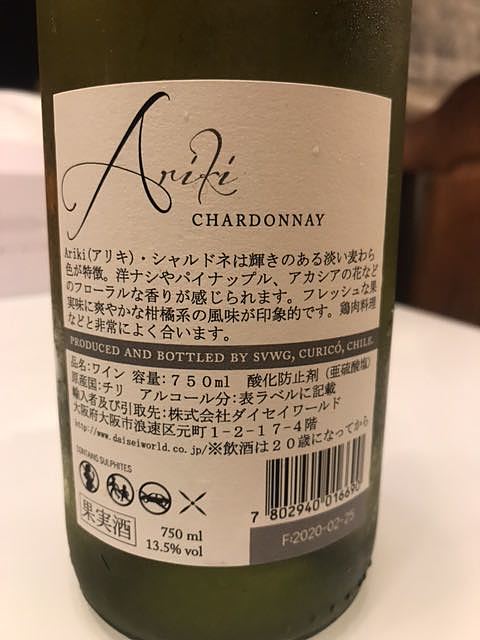 Ariki
CHARDONNAY
Ariki(アリキ)・シャルドネは輝きのある淡い麦わら
色が特徴。洋ナシやパイナップル、アカシアの花など
のフローラルな香りが感じられます。フレッシュな果
実味に爽やかな柑橘系の風味が印象的です。鶏肉料理
などと非常によく合います。
PRODUCED AND BOTTLED BY SVWG, CURICÓ, CHILE.
品名:ワイン 容量:750ml 酸化防止剤(亜硫酸塩)
原産国:チリ アルコール分:表ラベルに記載
輸入者及び引取先:株式会社ダイセイワールド
大阪府大阪市浪速区元町1-2-17-4階
http://www.daiseiworld.co.jp/※飲酒は20歳になってから
CONTAINS SULPHITES
果実酒
750 ml
13.5% vol
7 802940 016690
F:2020-02-25